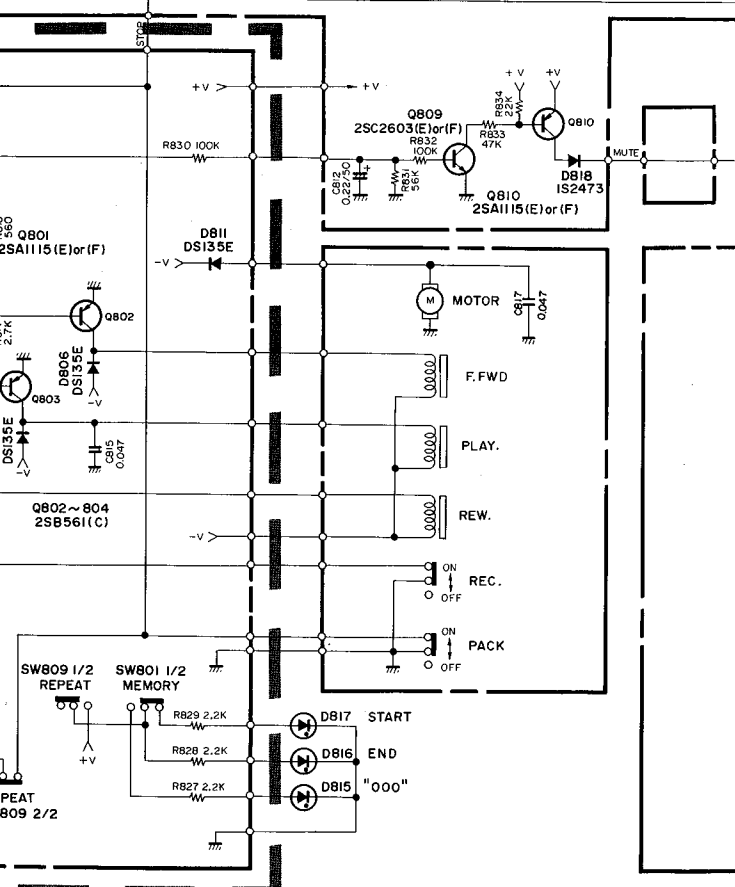 STOP
+V
+V
+V
+V
R834
22K
Q810
Q809
2SC2603(E)or(F)
R832
100K
R833
47K
R830 100K
C812
0.22/50
+
R831
56K
MUTE
D818
1S2473
Q810
2SA1115(E)or(F)
560
Q801
2SA1115(E)or(F)
D811
DS135E
-V
M
MOTOR
C817
0.047
Q802
2.7K
D806
DS135E
-V
F.FWD
Q803
DS135E
-V
C815
0.047
PLAY.
Q802~804
2SB561(C)
REW.
-V
ON
OFF
REC.
ON
OFF
PACK
SW809 1/2
REPEAT
SW801 1/2
MEMORY
+V
R829 2.2K
D817
START
R828 2.2K
D816
END
R827 2.2K
D815
"000"
PEAT
809 2/2